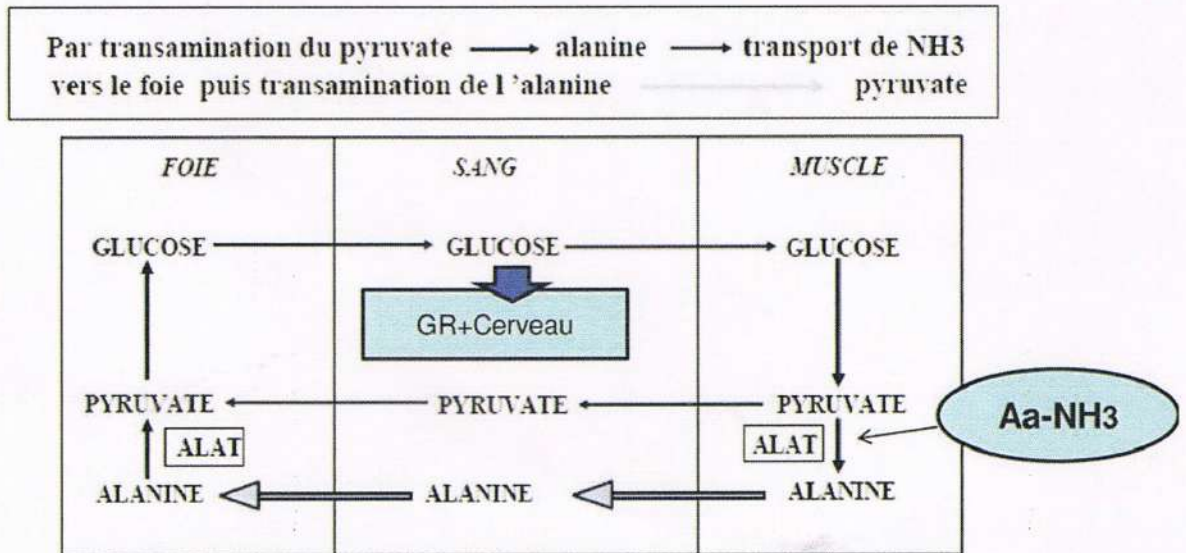 Par transamination du pyruvate → alanine → transport de NH3
vers le foie puis transamination de l 'alanine → pyruvate
FOIE SANG MUSCLE
GLUCOSE → GLUCOSE → GLUCOSE
GR+Cerveau
PYRUVATE ← PYRUVATE ← PYRUVATE
Aa-NH3
ALAT ALAT
ALANINE ALANINE ALANINE